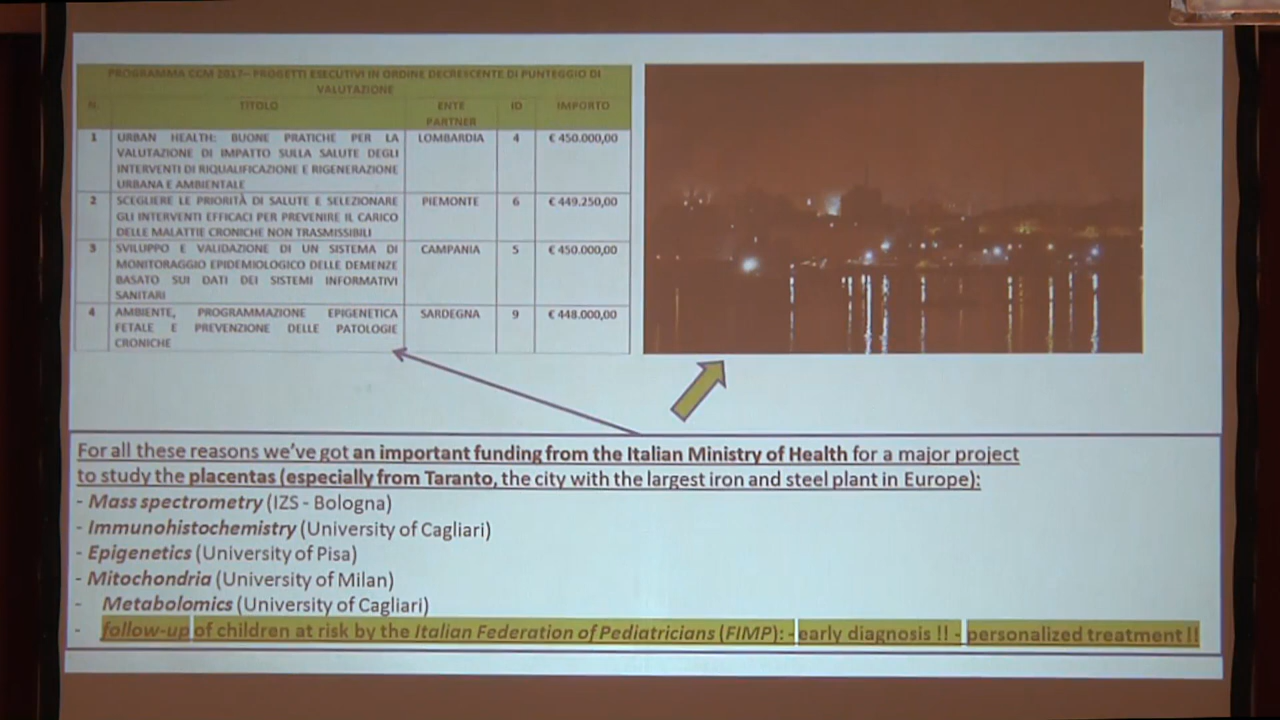 PROGRAMMA CCM 2017– PROGETTI ESECUTIVI IN ORDINE DECRESCENTE DI PUNTEGGIO DI
VALUTAZIONE
N. TITOLO ENTE PARTNER ID IMPORTO
1 URBAN HEALTH: BUONE PRATICHE PER LA LOMBARDIA 4 € 450.000,00
VALUTAZIONE DI IMPATTO SULLA SALUTE DEGLI
INTERVENTI DI RIQUALIFICAZIONE E RIGENERAZIONE
URBANA E AMBIENTALE
2 SCEGLIERE LE PRIORITÀ DI SALUTE E SELEZIONARE PIEMONTE 6 € 449.250,00
GLI INTERVENTI EFFICACI PER PREVENIRE IL CARICO
DELLE MALATTIE CRONICHE NON TRASMISSIBILI
3 SVILUPPO E VALIDAZIONE DI UN SISTEMA DI CAMPANIA 5 € 450.000,00
MONITORAGGIO EPIDEMIOLOGICO DELLE DEMENZE
BASATO SUI DATI DEI SISTEMI INFORMATIVI
SANITARI
4 AMBIENTE, PROGRAMMAZIONE EPIGENETICA SARDEGNA 9 € 448.000,00
FETALE E PREVENZIONE DELLE PATOLOGIE
CRONICHE
For all these reasons we've got an important funding from the Italian Ministry of Health for a major project
to study the placentas (especially from Taranto, the city with the largest iron and steel plant in Europe):
- Mass spectrometry (IZS - Bologna)
- Immunohistochemistry (University of Cagliari)
- Epigenetics (University of Pisa)
- Mitochondria (University of Milan)
- Metabolomics (University of Cagliari)
- follow-up of children at risk by the Italian Federation of Pediatricians (FIMP): - early diagnosis !! - personalized treatment !!